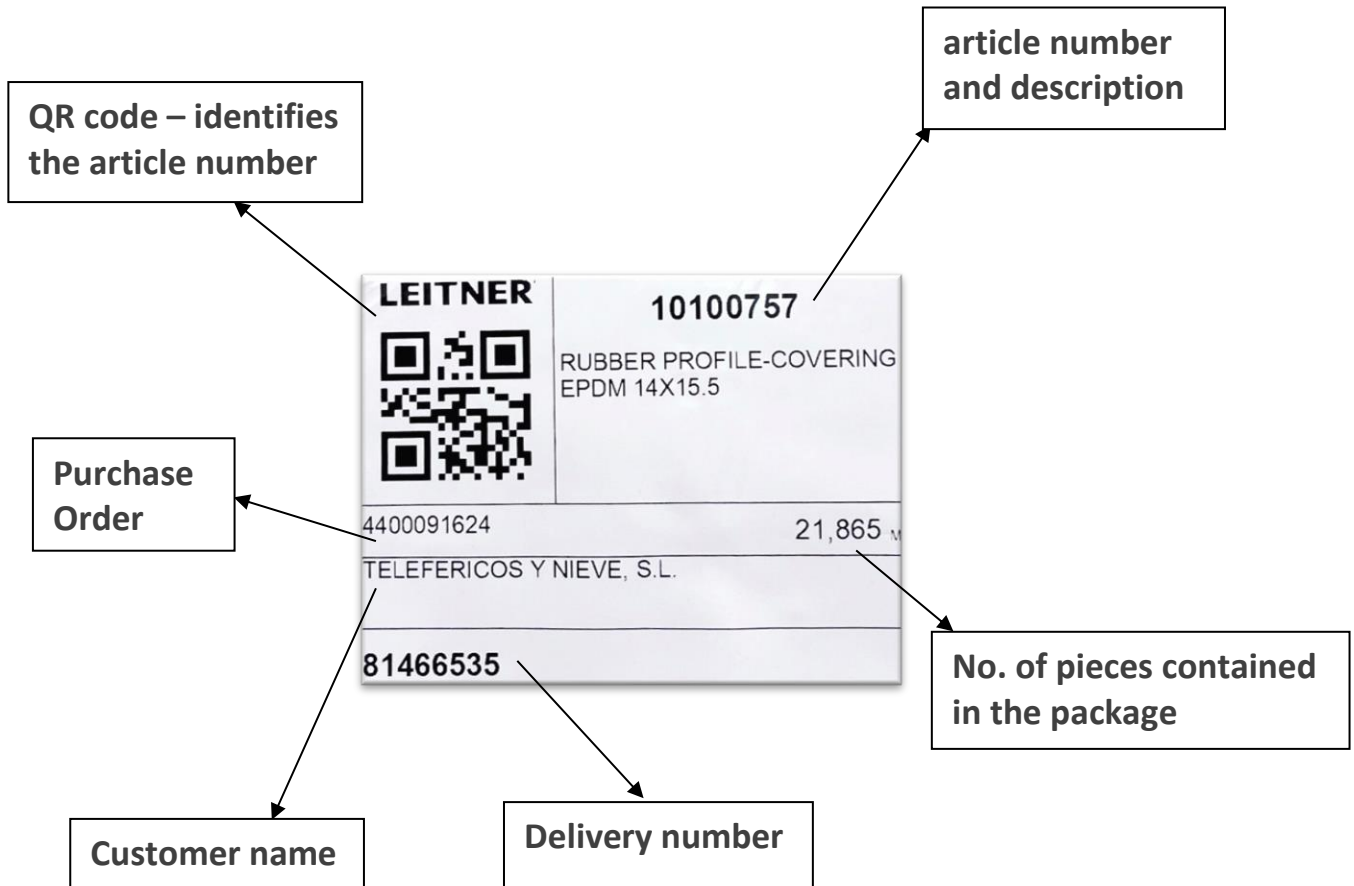 article number
and description
QR code – identifies
the article number
LEITNER
10100757
RUBBER PROFILE-COVERING
EPDM 14X15.5
Purchase
Order
4400091624
21,865 M
TELEFERICOS Y NIEVE, S.L.
81466535
No. of pieces contained
in the package
Customer name
Delivery number